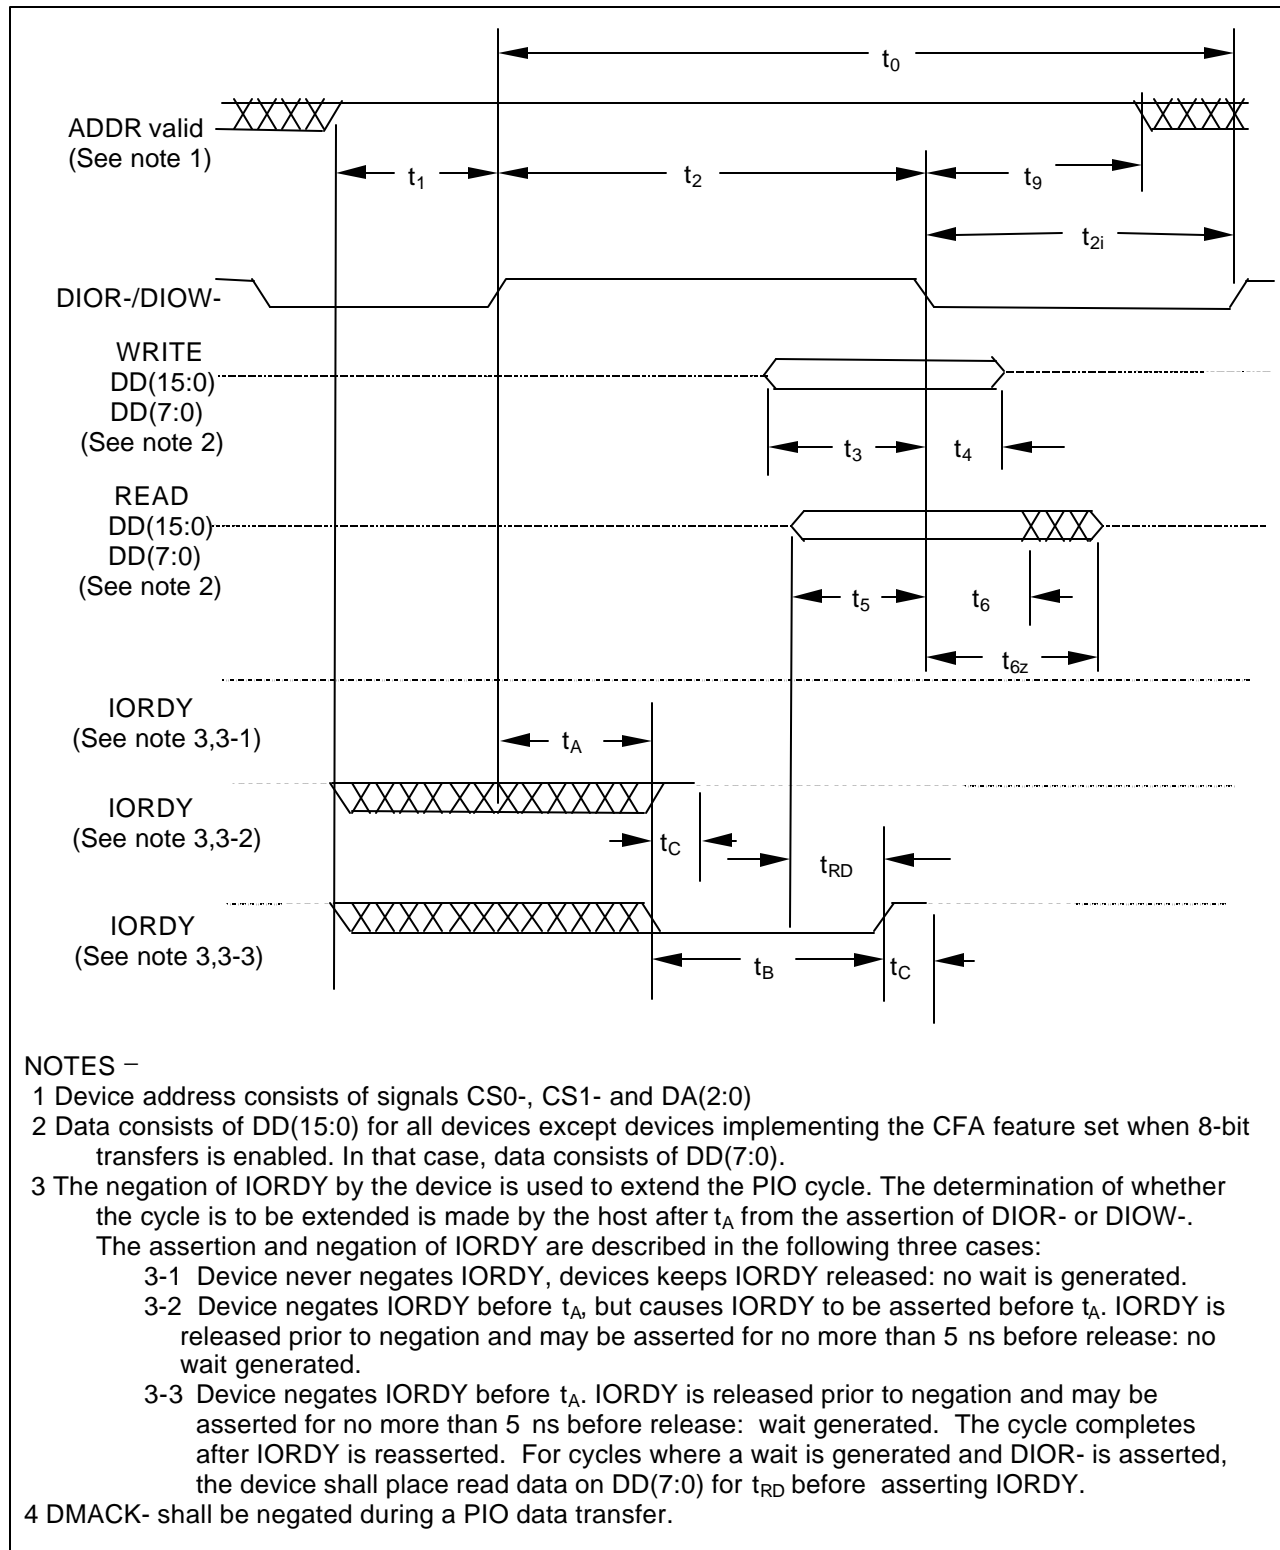 t0
ADDR valid
(See note 1)
t1
t2
t9
t2i
DIOR-/DIOW-
WRITE
DD(15:0)
DD(7:0)
(See note 2)
t3
t4
READ
DD(15:0)
DD(7:0)
(See note 2)
t5
t6
t6z
IORDY
(See note 3,3-1)
tA
IORDY
(See note 3,3-2)
tC
tRD
IORDY
(See note 3,3-3)
tB
tC
NOTES –
1 Device address consists of signals CS0-, CS1- and DA(2:0)
2 Data consists of DD(15:0) for all devices except devices implementing the CFA feature set when 8-bit
transfers is enabled. In that case, data consists of DD(7:0).
3 The negation of IORDY by the device is used to extend the PIO cycle. The determination of whether
the cycle is to be extended is made by the host after tA from the assertion of DIOR- or DIOW-.
The assertion and negation of IORDY are described in the following three cases:
3-1 Device never negates IORDY, devices keeps IORDY released: no wait is generated.
3-2 Device negates IORDY before tA, but causes IORDY to be asserted before tA. IORDY is
released prior to negation and may be asserted for no more than 5 ns before release: no
wait generated.
3-3 Device negates IORDY before tA. IORDY is released prior to negation and may be
asserted for no more than 5 ns before release: wait generated. The cycle completes
after IORDY is reasserted. For cycles where a wait is generated and DIOR- is asserted,
the device shall place read data on DD(7:0) for tRD before asserting IORDY.
4 DMACK- shall be negated during a PIO data transfer.